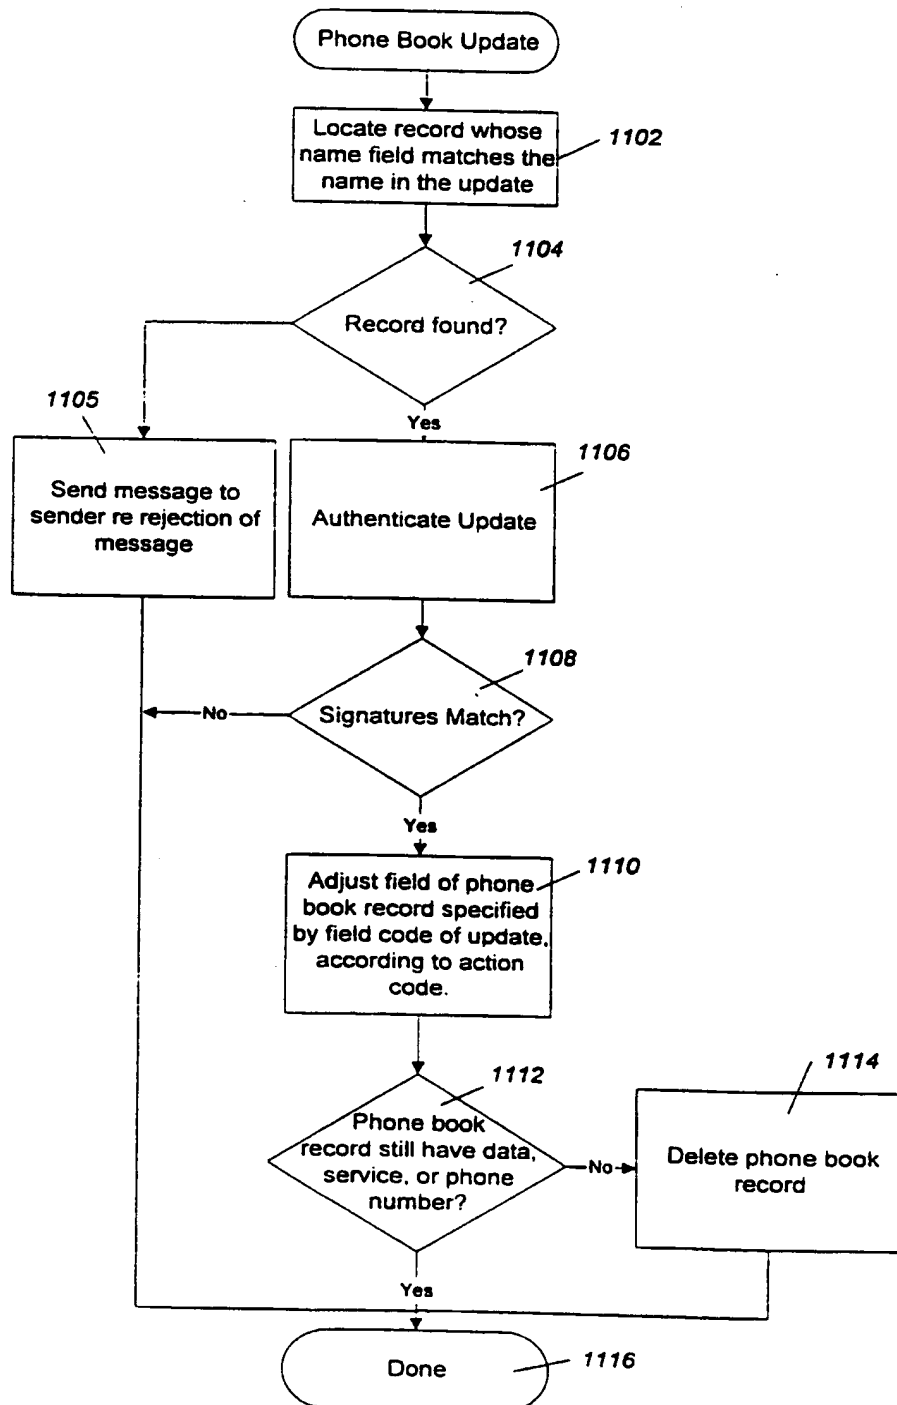 Phone Book Update
Locate record whose
name field matches the
name in the update
1102
1104
Record found?
Yes
1105
Send message to
sender re rejection of
message
1106
Authenticate Update
1108
Signatures Match?
No
Yes
1110
Adjust field of phone
book record specified
by field code of update,
according to action
code.
1112
Phone book
record still have data,
service, or phone
number?
No
1114
Delete phone book
record
Yes
Done
1116